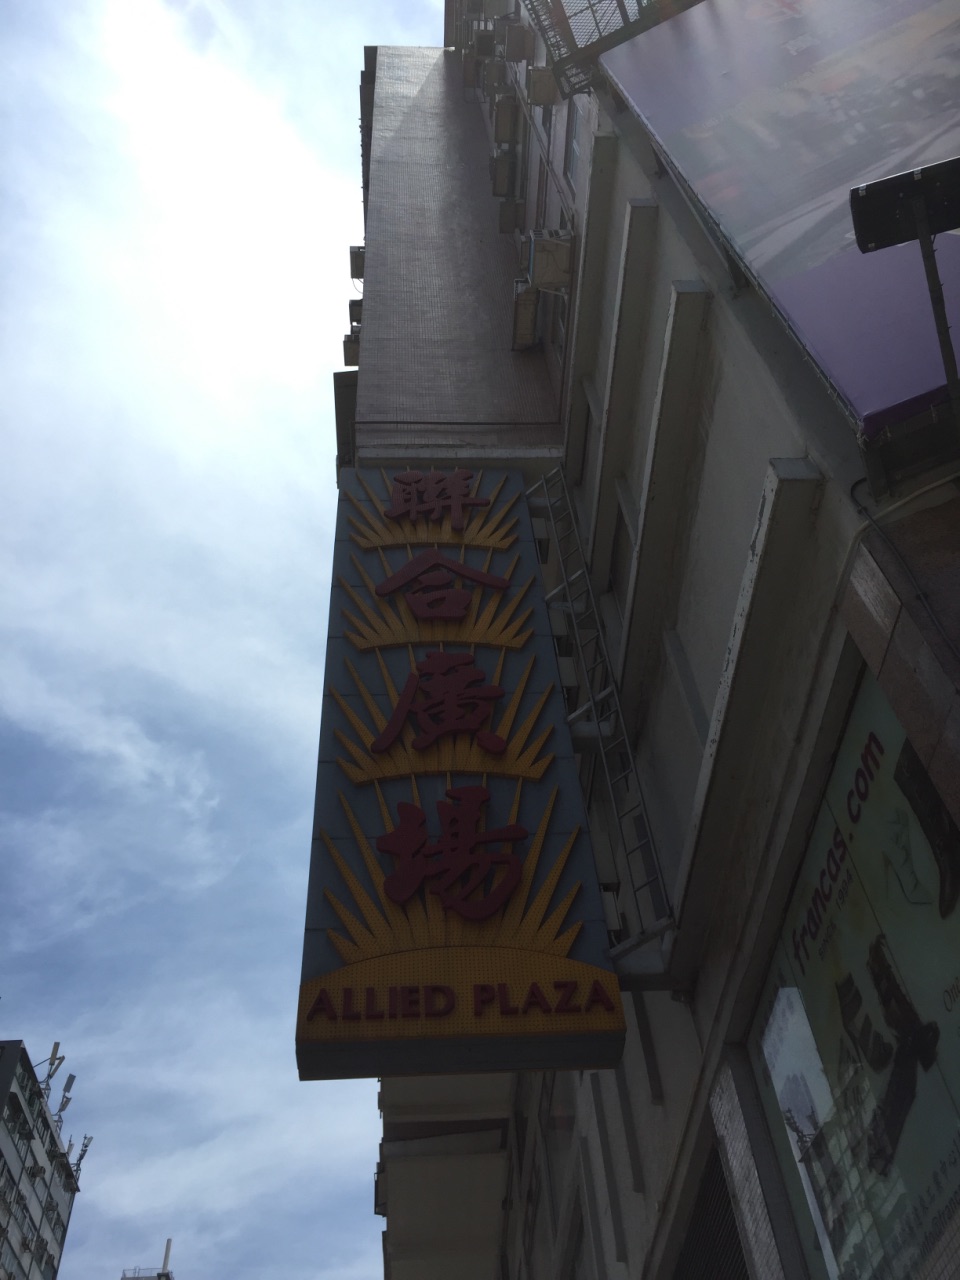 聯合廣場
ALLIED PLAZA
francas.com